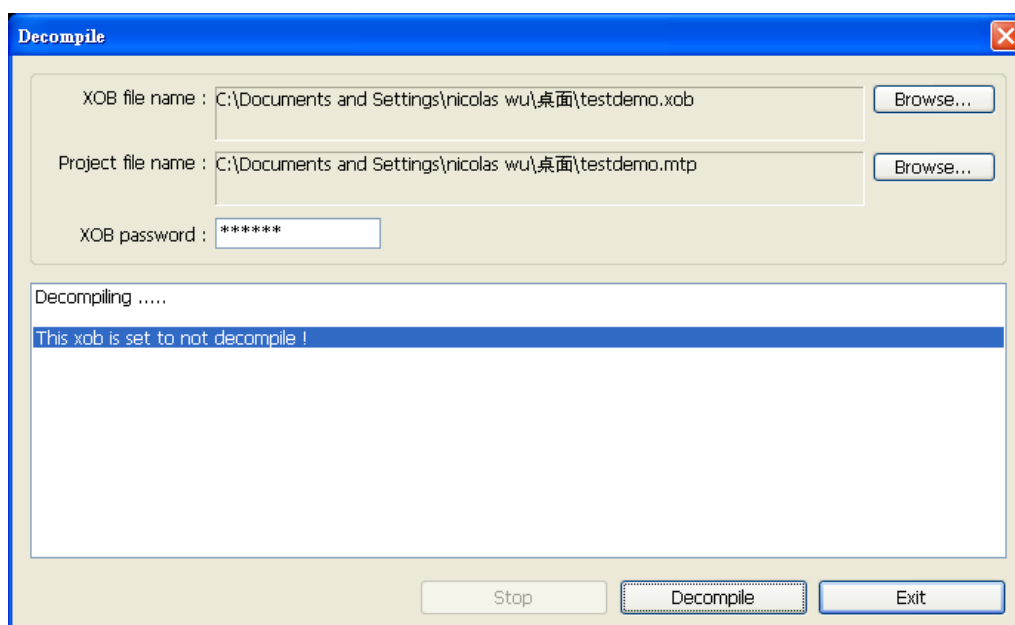 Decompile
XOB file name : C:\Documents and Settings\nicolas wu\桌面\testdemo.xob Browse...
Project file name : C:\Documents and Settings\nicolas wu\桌面\testdemo.mtp Browse...
XOB password : ******
Decompiling .....
This xob is set to not decompile !
Stop Decompile Exit